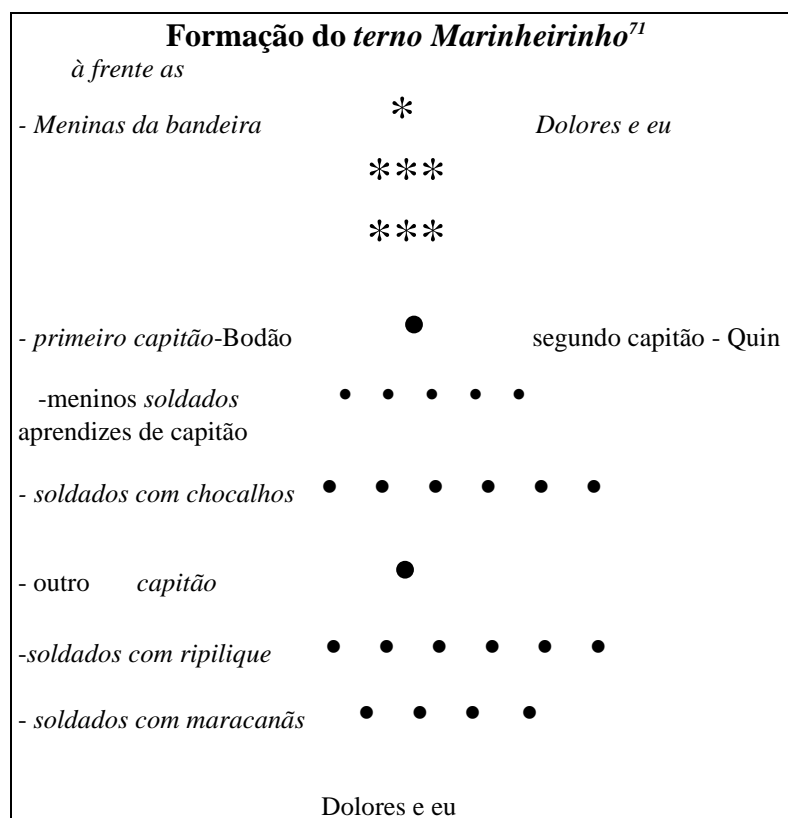 Formação do terno Marinheirinho71
à frente as
- Meninas da bandeira * Dolores e eu
***
***
- primeiro capitão-Bodão • segundo capitão - Quin
-meninos soldados • • • • •
aprendizes de capitão
- soldados com chocalhos • • • • • •
- outro capitão •
-soldados com ripilique • • • • • •
- soldados com maracanãs • • • •
Dolores e eu